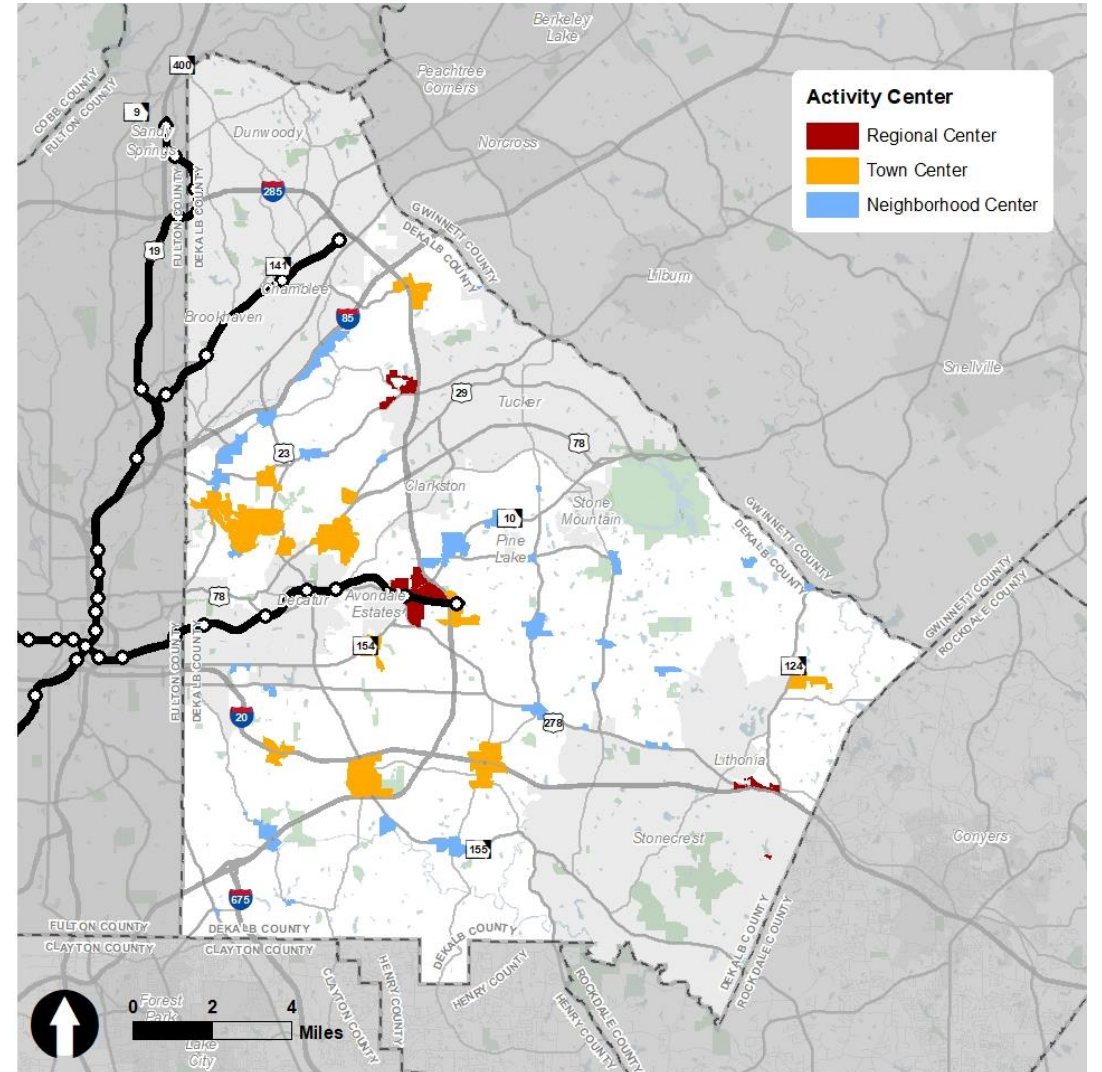 Berkeley
Lake
400
Peachtree
Corners
COBB COUNTY
FULTON COUNTY
9
Sandy
Springs
Dunwoody
Norcross
Activity Center
Regional Center
Town Center
Neighborhood Center
285
FULTON COUNTY
DEKALB COUNTY
GWINNETT COUNTY
DEKALB COUNTY
19
141
Chamblee
Lilburn
Brookhaven
85
Snellville
29
Tucker
23
78
Clarkston
Stone
Mountain
10
Pine
Lake
GWINNETT COUNTY
DEKALB COUNTY
78
Decatur
Avondale
Estates
GWINNETT COUNTY
ROCKDALE COUNTY
154
124
FULTON COUNTY
DEKALB COUNTY
20
278
Lithonia
Stonecrest
Conyers
155
675
FULTON COUNTY
DEKALB COUNTY
CLAYTON COUNTY
CLAYTON COUNTY
DEKALB COUNTY
HENRY COUNTY
CLAYTON COUNTY
HENRY COUNTY
ROCKDALE COUNTY
HENRY COUNTY
DEKALB COUNTY
ROCKDALE COUNTY
0 2 4
Miles
Forest
Park
Lake
City